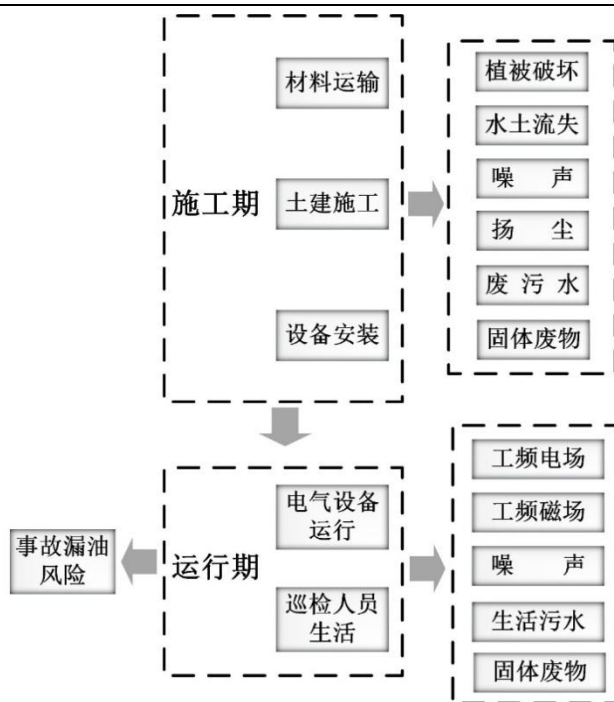 材料运输
施工期
土建施工
设备安装
植被破坏
水土流失
噪 声
扬 尘
废 污 水
固体废物
事故漏油
风险
运行期
电气设备
运行
巡检人员
生活
工频电场
工频磁场
噪 声
生活污水
固体废物